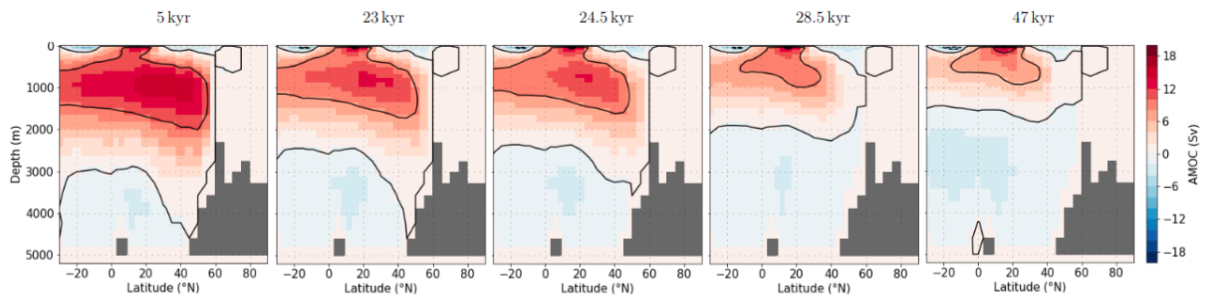 5 kyr 23 kyr 24.5 kyr 28.5 kyr 47 kyr
0
1000
2000
3000
4000
5000
Depth (m)
−20 0 20 40 60 80 −20 0 20 40 60 80 −20 0 20 40 60 80 −20 0 20 40 60 80 −20 0 20 40 60 80
Latitude (°N) Latitude (°N) Latitude (°N) Latitude (°N) Latitude (°N)
18
12
6
0
−6
−12
−18
AMOC (Sv)